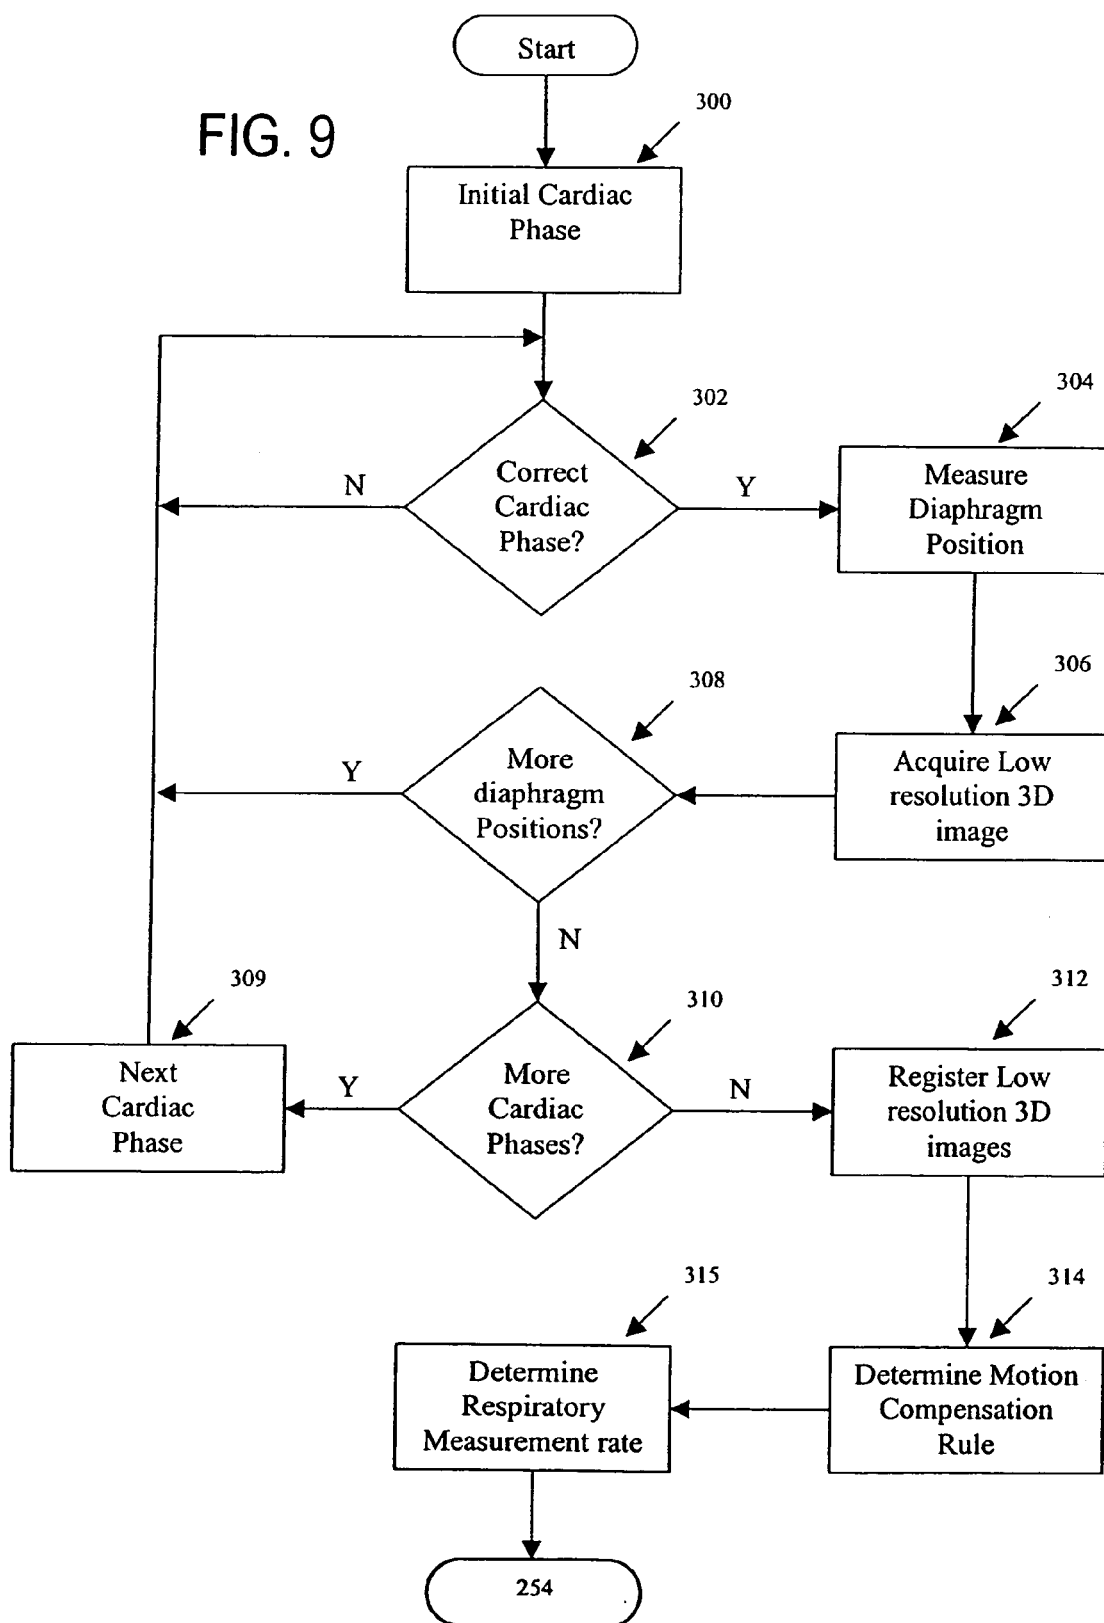 Start
FIG. 9
300
Initial Cardiac
Phase
302
Correct
Cardiac
Phase?
N
Y
304
Measure
Diaphragm
Position
306
Acquire Low
resolution 3D
image
308
More
diaphragm
Positions?
Y
N
309
Next
Cardiac
Phase
310
More
Cardiac
Phases?
Y
N
312
Register Low
resolution 3D
images
314
Determine Motion
Compensation
Rule
315
Determine
Respiratory
Measurement rate
254